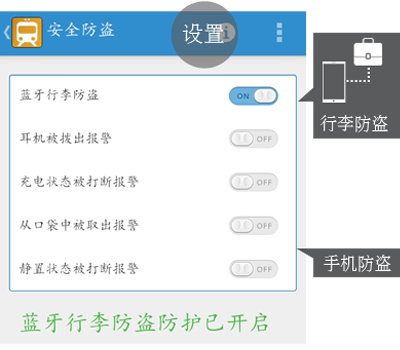 安全防盗
设置
蓝牙行李防盗
ON
行李防盗
耳机被拨出报警
OFF
充电状态被打断报警
OFF
从口袋中被取出报警
OFF
手机防盗
静置状态被打断报警
OFF
蓝牙行李防盗防护已开启